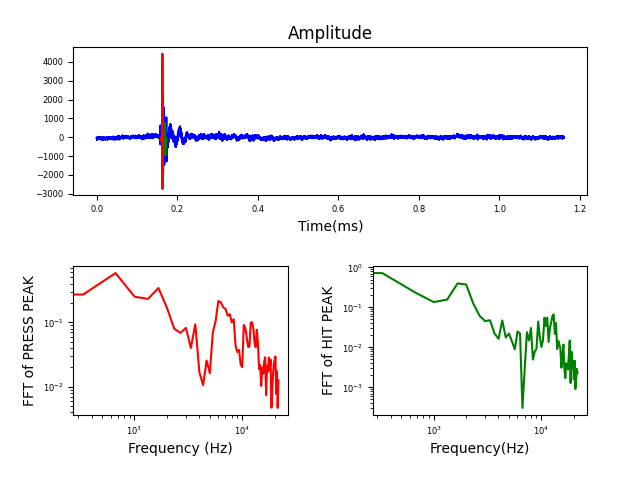 Amplitude
4000
3000
2000
1000
0
−1000
−2000
−3000
0.0 0.2 0.4 0.6 0.8 1.0 1.2
Time(ms)
FFT of PRESS PEAK
10⁻¹
10⁻²
10³ 10⁴
Frequency (Hz)
FFT of HIT PEAK
10⁰
10⁻¹
10⁻²
10⁻³
10³ 10⁴
Frequency(Hz)